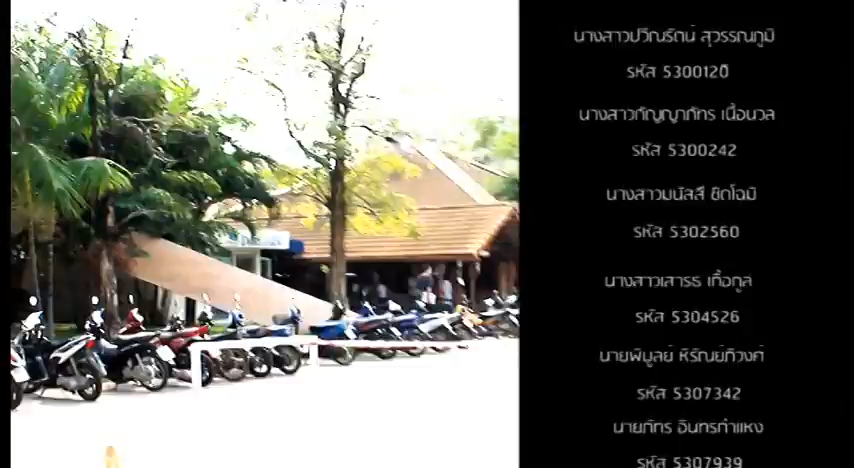 นางสาวปวีณรัตน์ สุวรรณภูมิ
รหัส 5300120
นางสาวกัญญาภัทร เนื้อนวล
รหัส 5300242
นางสาวมนัสสี ชิดโฉม
รหัส 5302560
นางสาวเสารร เกื้อกูล
รหัส 5304526
นายพิมูลย์ หิรัณย์ทิวงศ์
รหัส 5307342
นายภัทร อินทรกำแหง
รหัส 5307939